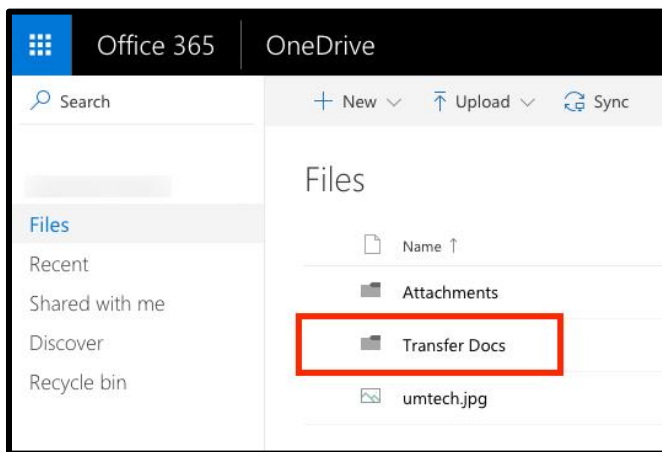 Office 365 OneDrive
Search
New Upload Sync
Files
Files
Recent
Shared with me
Discover
Recycle bin
Name ↑
Attachments
Transfer Docs
umtech.jpg